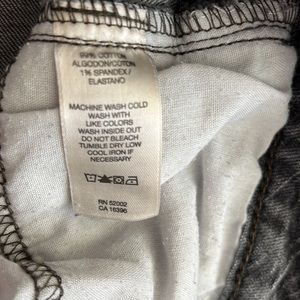 99% COTTON
ALGODON/COTON
1% SPANDEX/
ELASTANO
MACHINE WASH COLD
WASH WITH
LIKE COLORS
WASH INSIDE OUT
DO NOT BLEACH
TUMBLE DRY LOW
COOL IRON IF
NECESSARY
RN 52002
CA 16396